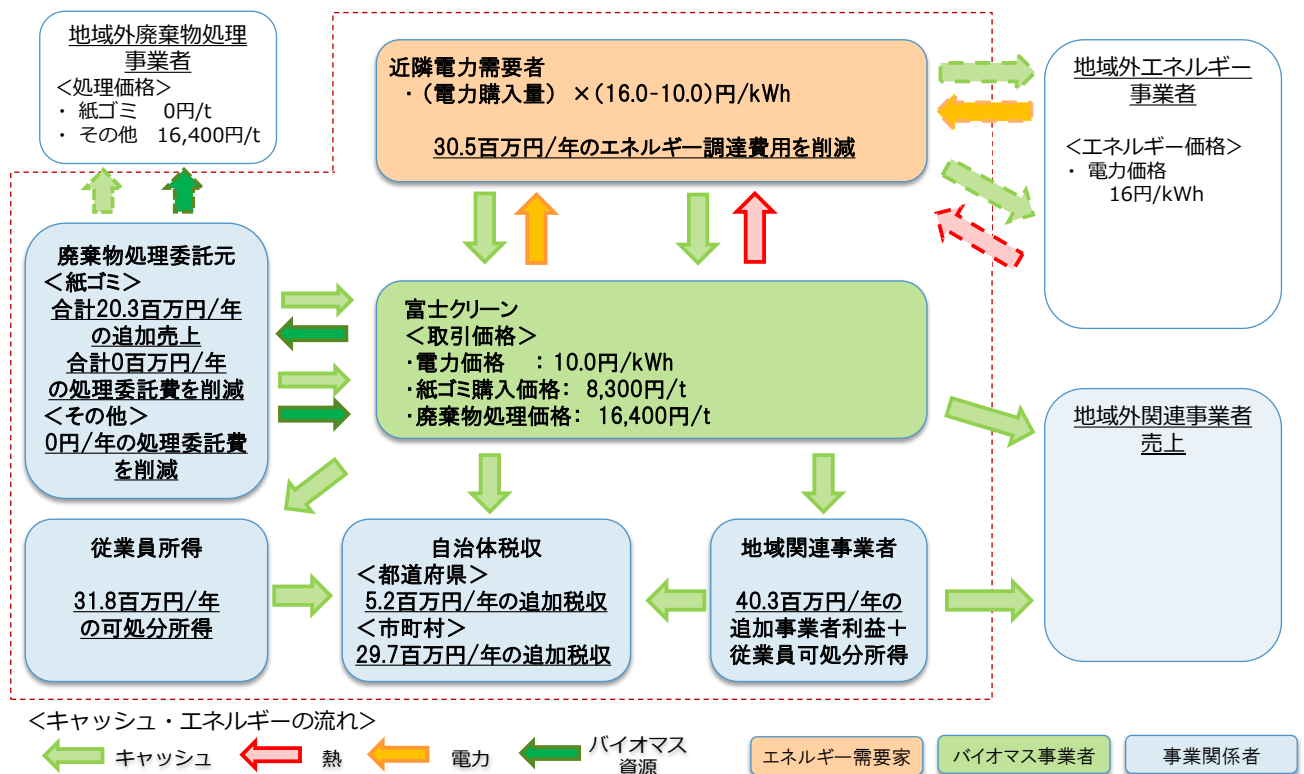 地域外廃棄物処理
事業者
＜処理価格＞
・ 紙ゴミ　0円/t
・ その他　16,400円/t
近隣電力需要者
・（電力購入量） ×(16.0-10.0)円/kWh
30.5百万円/年のエネルギー調達費用を削減
地域外エネルギー
事業者
＜エネルギー価格＞
・ 電力価格
16円/kWh
廃棄物処理委託元
＜紙ゴミ＞
合計20.3百万円/年
の追加売上
合計0百万円/年
の処理委託費を削減
＜その他＞
0円/年の処理委託費
を削減
富士クリーン
＜取引価格＞
・電力価格　：10.0円/kWh
・紙ゴミ購入価格： 8,300円/t
・廃棄物処理価格： 16,400円/t
地域外関連事業者
売上
従業員所得
31.8百万円/年
の可処分所得
自治体税収
＜都道府県＞
5.2百万円/年の追加税収
＜市町村＞
29.7百万円/年の追加税収
地域関連事業者
40.3百万円/年の
追加事業者利益＋
従業員可処分所得
＜キャッシュ・エネルギーの流れ＞
キャッシュ
熱
電力
バイオマス
資源
エネルギー需要家
バイオマス事業者
事業関係者